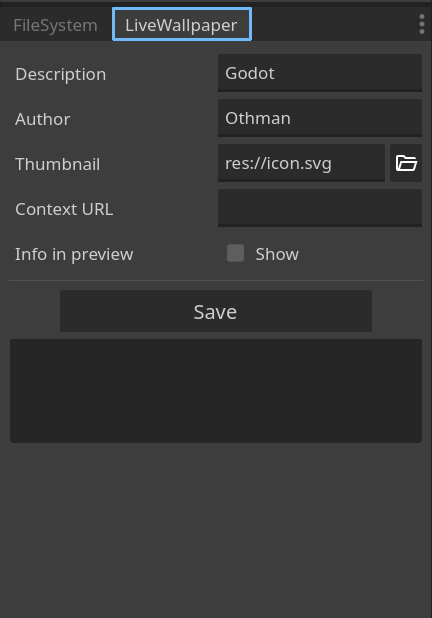 FileSystem LiveWallpaper
Description Godot
Author Othman
Thumbnail res://icon.svg
Context URL
Info in preview Show
Save